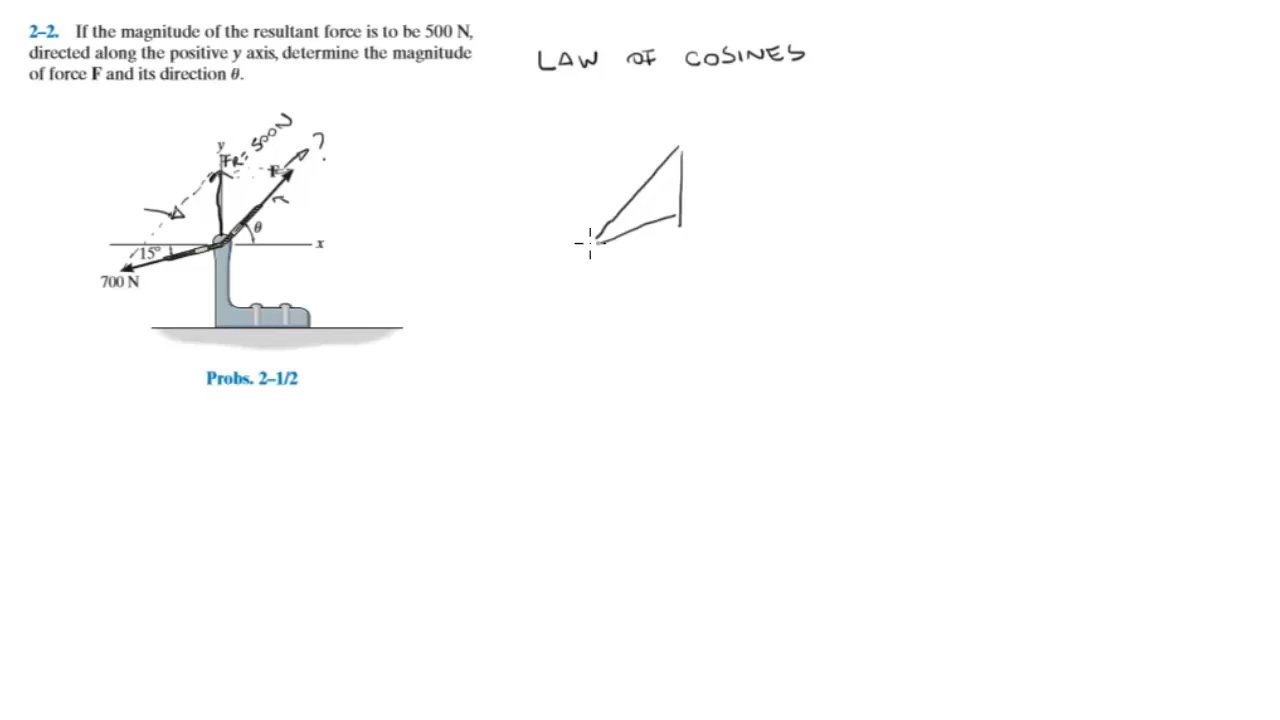 2–2. If the magnitude of the resultant force is to be 500 N,
directed along the positive y axis, determine the magnitude
of force F and its direction θ.
LAW OF COSINES
y
FR = 500N
?
F
θ
x
15°
700 N
Probs. 2–1/2